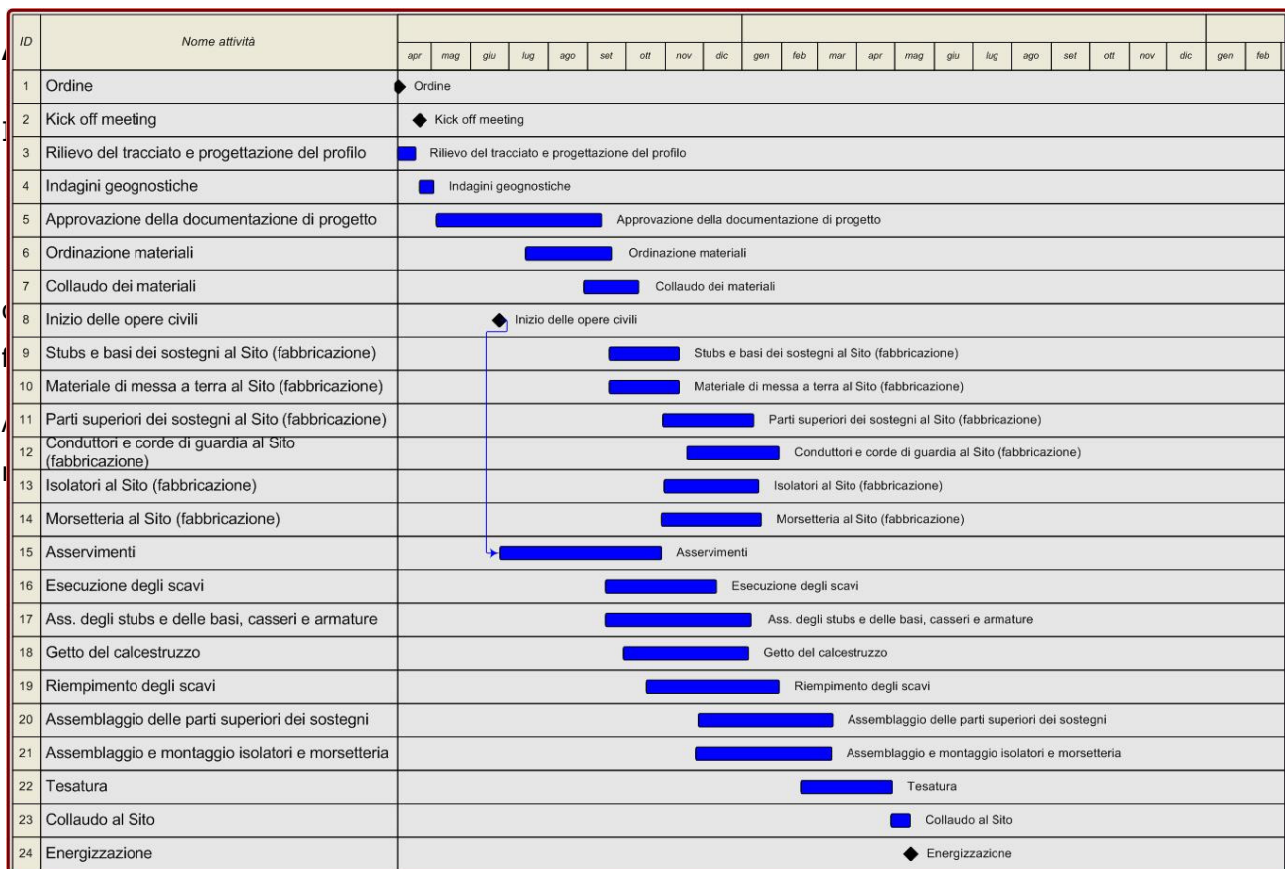 ID Nome attività
apr mag giu lug ago set ott nov dic gen feb mar apr mag giu lug ago set ott nov dic gen feb
1 Ordine Ordine
2 Kick off meeting Kick off meeting
3 Rilievo del tracciato e progettazione del profilo Rilievo del tracciato e progettazione del profilo
4 Indagini geognostiche Indagini geognostiche
5 Approvazione della documentazione di progetto Approvazione della documentazione di progetto
6 Ordinazione materiali Ordinazione materiali
7 Collaudo dei materiali Collaudo dei materiali
8 Inizio delle opere civili Inizio delle opere civili
9 Stubs e basi dei sostegni al Sito (fabbricazione) Stubs e basi dei sostegni al Sito (fabbricazione)
10 Materiale di messa a terra al Sito (fabbricazione) Materiale di messa a terra al Sito (fabbricazione)
11 Parti superiori dei sostegni al Sito (fabbricazione) Parti superiori dei sostegni al Sito (fabbricazione)
12 Conduttori e corde di guardia al Sito
(fabbricazione) Conduttori e corde di guardia al Sito (fabbricazione)
13 Isolatori al Sito (fabbricazione) Isolatori al Sito (fabbricazione)
14 Morsetteria al Sito (fabbricazione) Morsetteria al Sito (fabbricazione)
15 Asservimenti Asservimenti
16 Esecuzione degli scavi Esecuzione degli scavi
17 Ass. degli stubs e delle basi, casseri e armature Ass. degli stubs e delle basi, casseri e armature
18 Getto del calcestruzzo Getto del calcestruzzo
19 Riempimento degli scavi Riempimento degli scavi
20 Assemblaggio delle parti superiori dei sostegni Assemblaggio delle parti superiori dei sostegni
21 Assemblaggio e montaggio isolatori e morsetteria Assemblaggio e montaggio isolatori e morsetteria
22 Tesatura Tesatura
23 Collaudo al Sito Collaudo al Sito
24 Energizzazione Energizzazione